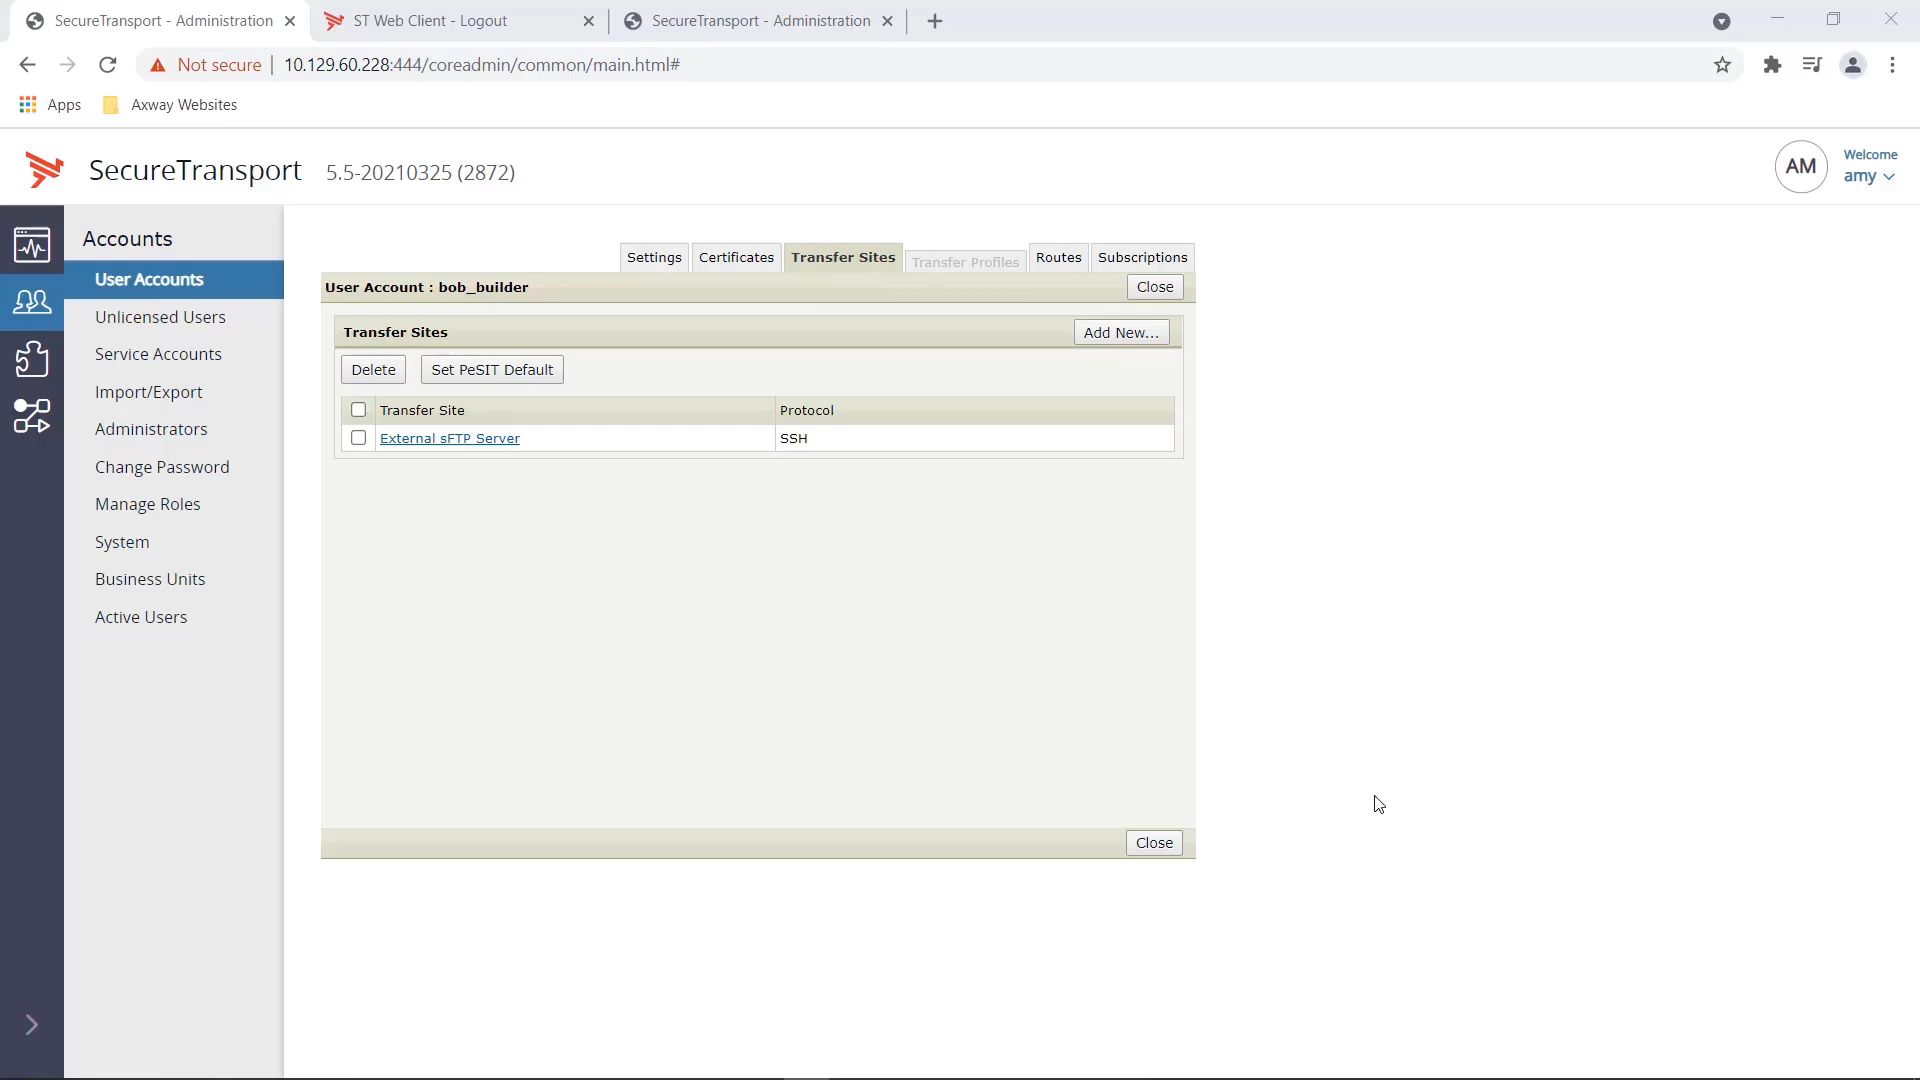 SecureTransport - Administration
ST Web Client - Logout
SecureTransport - Administration
Not secure
10.129.60.228:444/coreadmin/common/main.html#
Apps
Axway Websites
SecureTransport
5.5-20210325 (2872)
AM
Welcome
amy
Accounts
User Accounts
Unlicensed Users
Service Accounts
Import/Export
Administrators
Change Password
Manage Roles
System
Business Units
Active Users
Settings
Certificates
Transfer Sites
Transfer Profiles
Routes
Subscriptions
User Account : bob_builder
Close
Transfer Sites
Add New...
Delete
Set PeSIT Default
Transfer Site
Protocol
External sFTP Server
SSH
Close